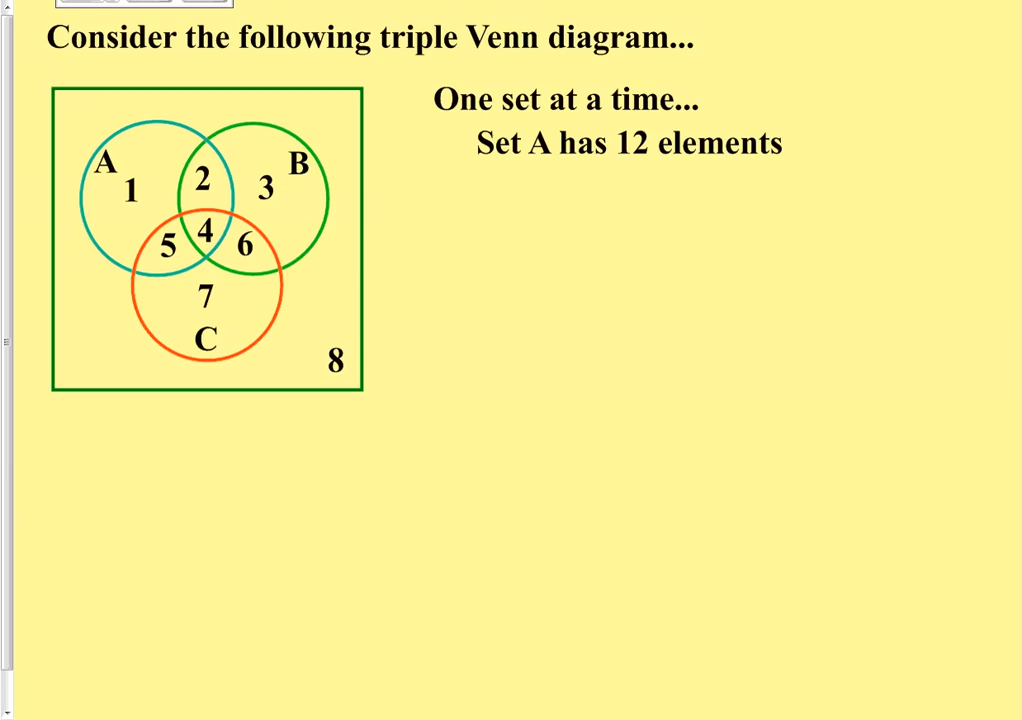 Consider the following triple Venn diagram...
One set at a time...
Set A has 12 elements
A
B
1
2
3
4
5
6
7
C
8